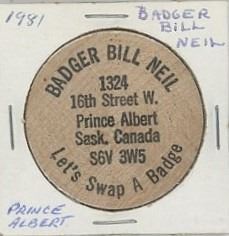 1981
BADGER
BILL
NEIL
BADGER BILL NEIL
1324
16th Street W.
Prince Albert
Sask. Canada
S6V 3W5
Let's Swap A Badge
PRINCE
ALBERT